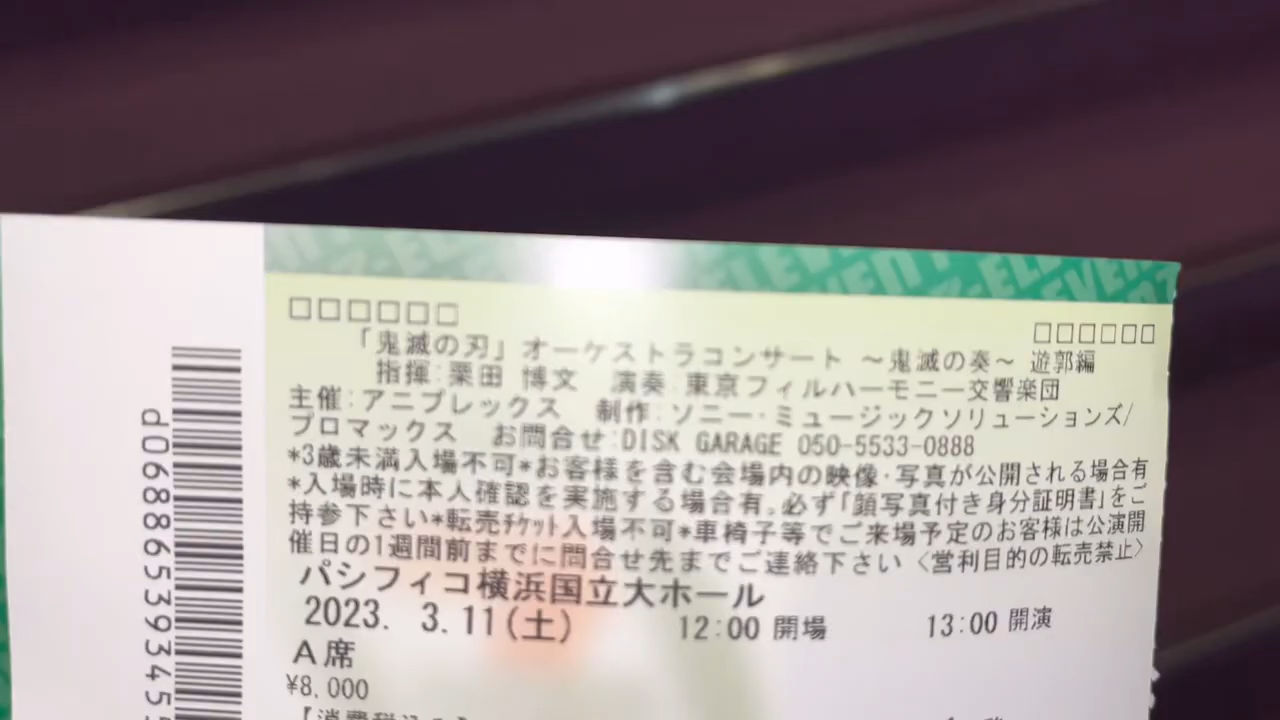 7-ELEVEN
□□□□□□
□□□□□□
「鬼滅の刃」オーケストラコンサート ～鬼滅の奏～ 遊郭編
指揮:栗田 博文 演奏:東京フィルハーモニー交響楽団
主催:アニプレックス 制作:ソニー・ミュージックソリューションズ/
プロマックス お問合せ:DISK GARAGE 050-5533-0888
*3歳未満入場不可*お客様を含む会場内の映像・写真が公開される場合有
*入場時に本人確認を実施する場合有。必ず「顔写真付き身分証明書」をご
持参下さい*転売ﾁｹｯﾄ入場不可*車椅子等でご来場予定のお客様は公演開
催日の1週間前までに問合せ先までご連絡下さい〈営利目的の転売禁止〉
パシフィコ横浜国立大ホール
2023. 3.11(土) 12:00 開場 13:00 開演
A席
¥8,000
d06886539345